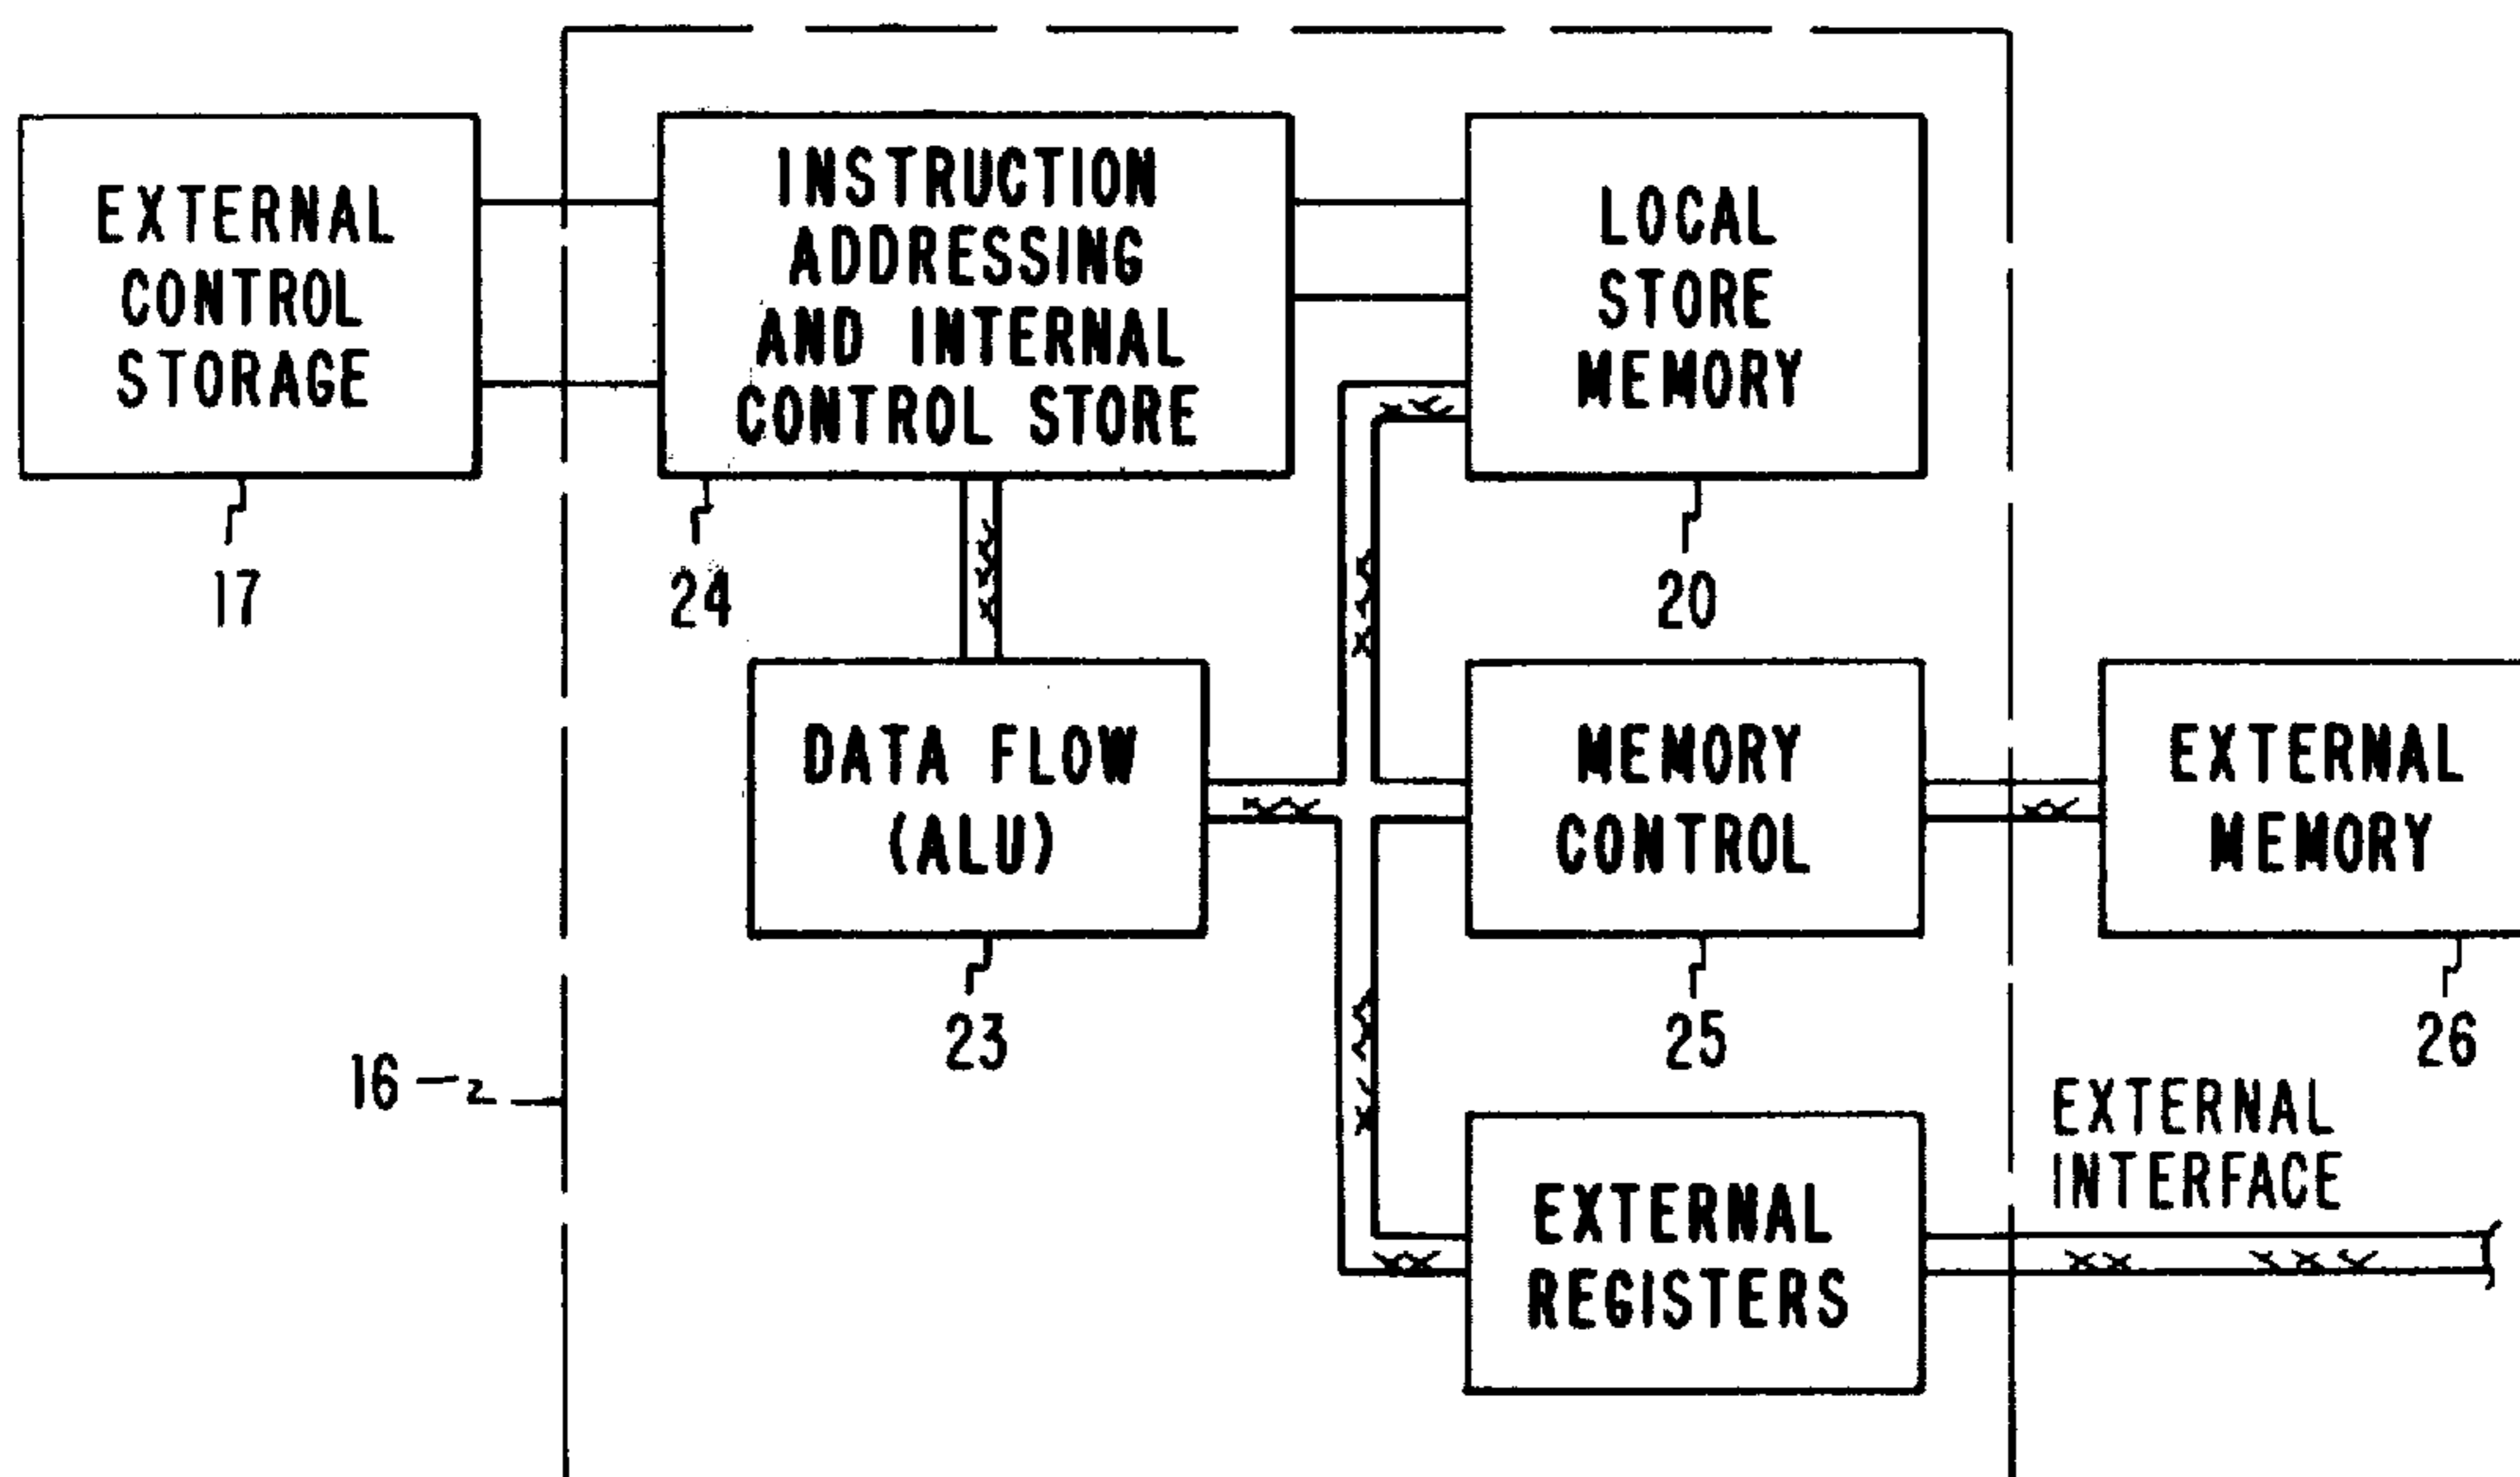 EXTERNAL
CONTROL
STORAGE
17
INSTRUCTION
ADDRESSING
AND INTERNAL
CONTROL STORE
24
LOCAL
STORE
MEMORY
20
DATA FLOW
(ALU)
23
MEMORY
CONTROL
25
EXTERNAL
MEMORY
26
16
EXTERNAL
REGISTERS
EXTERNAL
INTERFACE